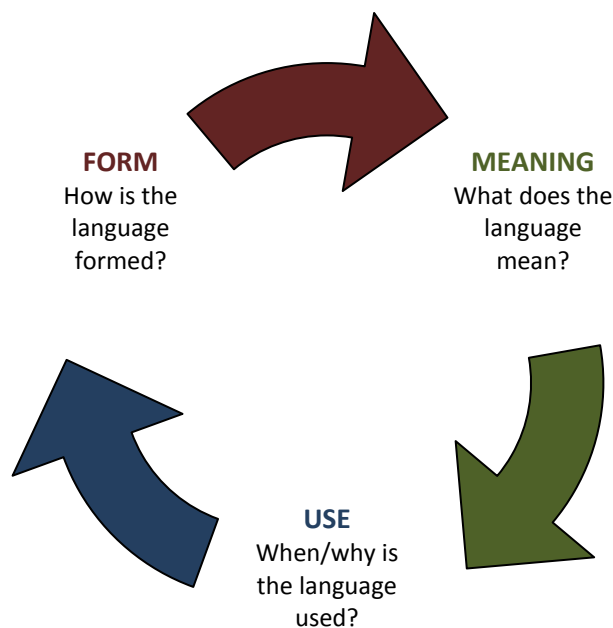 FORM
How is the
language
formed?
MEANING
What does the
language
mean?
USE
When/why is
the language
used?